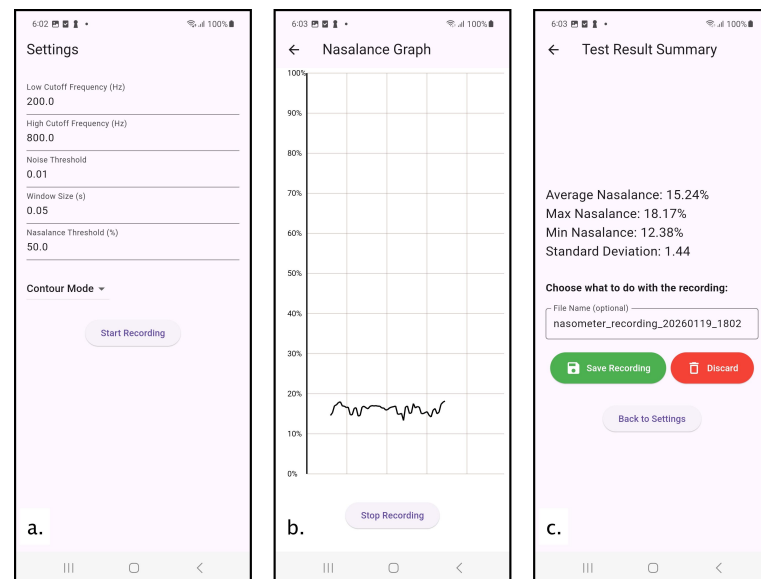 6:02
100%
Settings
Low Cutoff Frequency (Hz)
200.0
High Cutoff Frequency (Hz)
800.0
Noise Threshold
0.01
Window Size (s)
0.05
Nasalance Threshold (%)
50.0
Contour Mode
Start Recording
a.
6:03
100%
Nasalance Graph
100%
90%
80%
70%
60%
50%
40%
30%
20%
10%
0%
Stop Recording
b.
6:03
100%
Test Result Summary
Average Nasalance: 15.24%
Max Nasalance: 18.17%
Min Nasalance: 12.38%
Standard Deviation: 1.44
Choose what to do with the recording:
File Name (optional)
nasometer_recording_20260119_1802
Save Recording
Discard
Back to Settings
c.